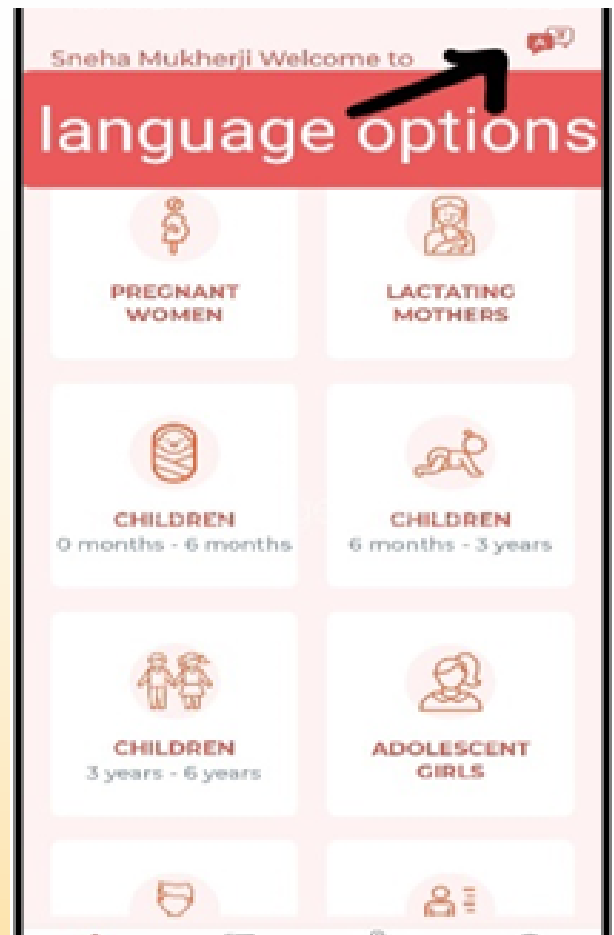 Sneha Mukherji Welcome to
language options
PREGNANT
WOMEN
LACTATING
MOTHERS
CHILDREN
0 months - 6 months
CHILDREN
6 months - 3 years
CHILDREN
3 years - 6 years
ADOLESCENT
GIRLS